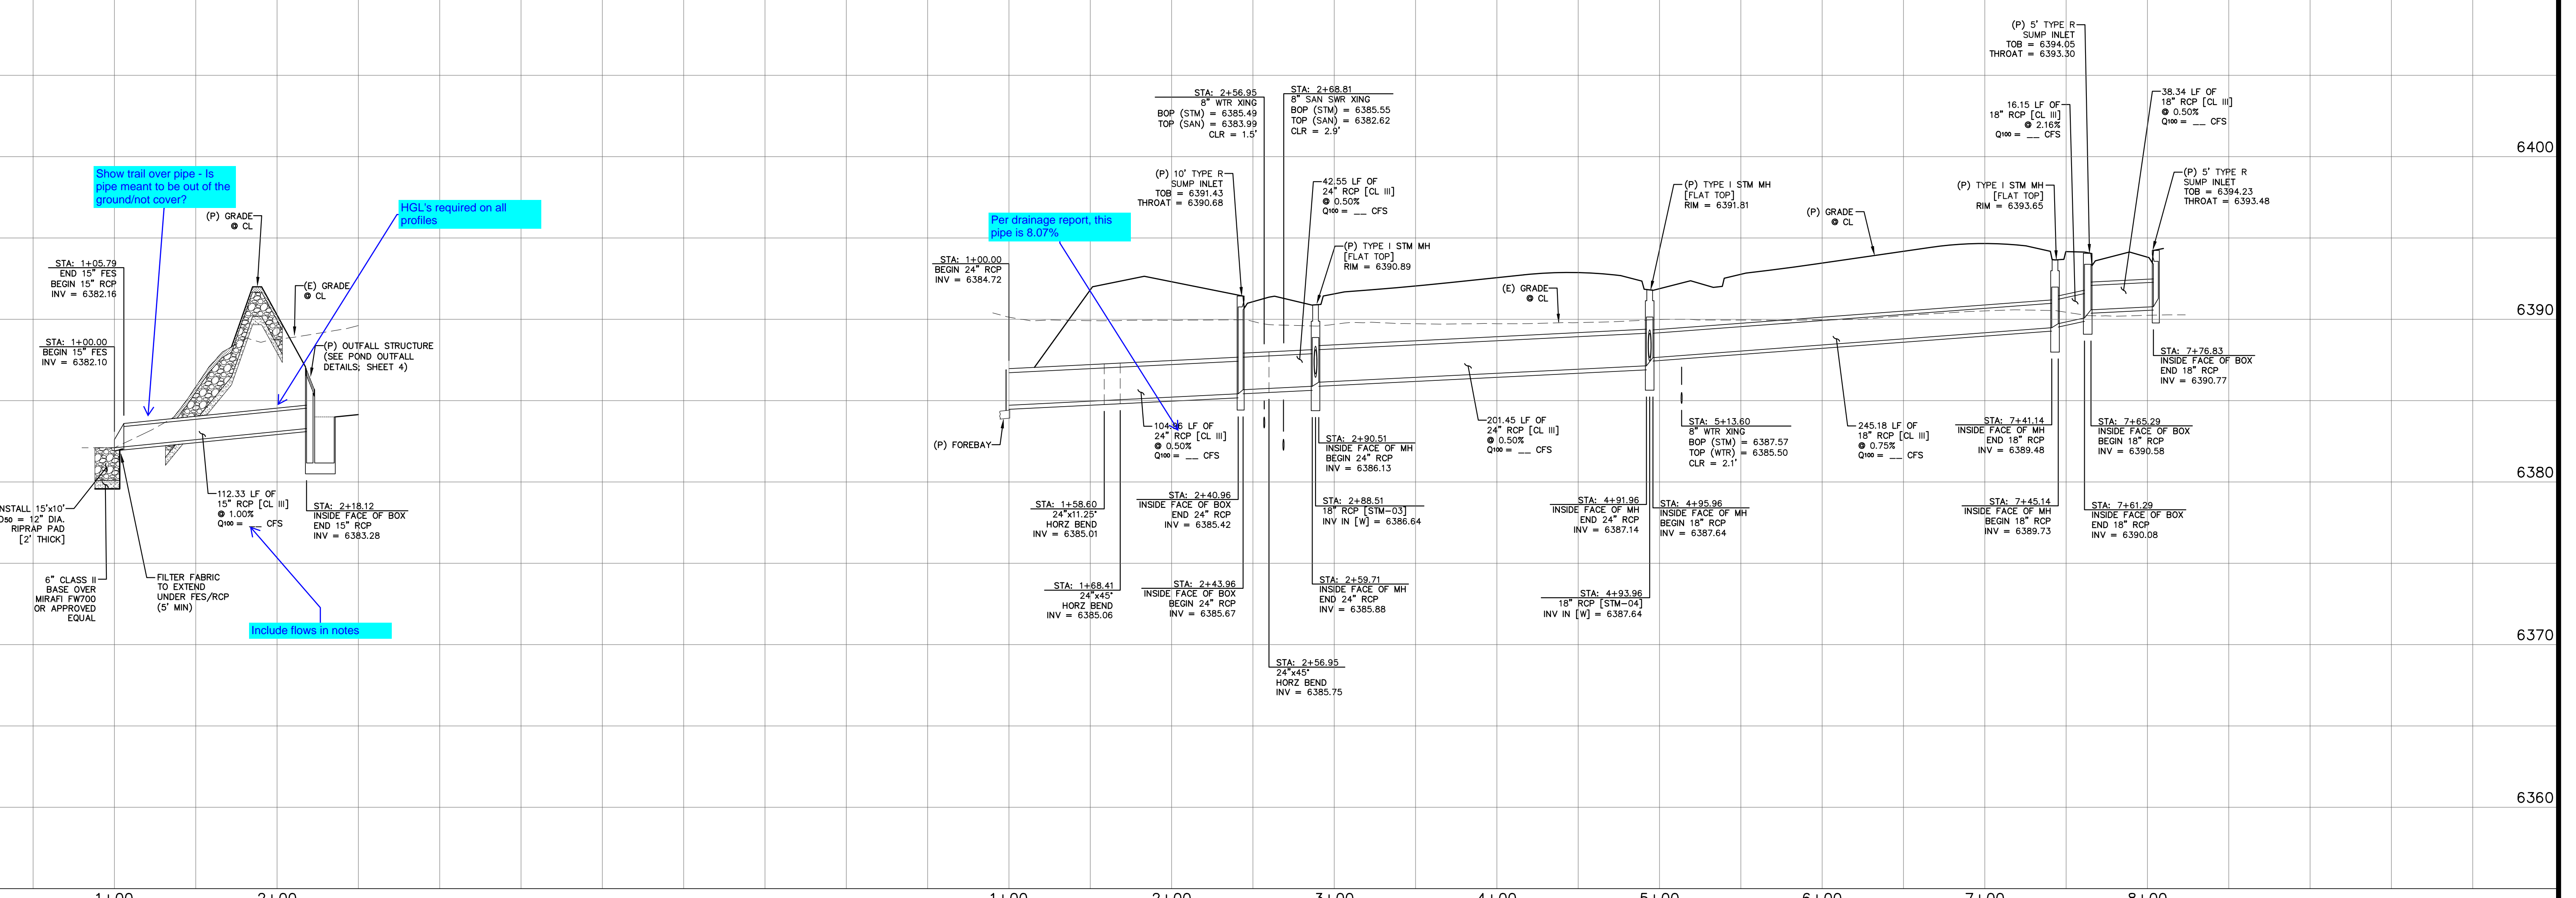 Show trail over pipe - Is
pipe meant to be out of the
ground/not cover?
(P) GRADE
@ CL
HGL's required on all
profiles
STA: 1+05.79
END 15" FES
BEGIN 15" RCP
INV = 6382.16
(E) GRADE
@ CL
STA: 1+00.00
BEGIN 15" FES
INV = 6382.10
(P) OUTFALL STRUCTURE
(SEE POND OUTFALL
DETAILS; SHEET 4)
112.33 LF OF
15" RCP [CL III]
@ 1.00%
Q100 = __ CFS
STA: 2+18.12
INSIDE FACE OF BOX
END 15" RCP
INV = 6383.28
NSTALL 15'x10'
D50 = 12" DIA.
RIPRAP PAD
[2' THICK]
6" CLASS II
BASE OVER
MIRAFI FW700
OR APPROVED
EQUAL
FILTER FABRIC
TO EXTEND
UNDER FES/RCP
(5' MIN)
Include flows in notes
1+00
2+00
STA: 2+56.95
8" WTR XING
BOP (STM) = 6385.49
TOP (SAN) = 6383.99
CLR = 1.5'
STA: 2+68.81
8" SAN SWR XING
BOP (STM) = 6385.55
TOP (SAN) = 6382.62
CLR = 2.9'
(P) 10' TYPE R
SUMP INLET
TOB = 6391.43
THROAT = 6390.68
42.55 LF OF
24" RCP [CL III]
@ 0.50%
Q100 = __ CFS
Per drainage report, this
pipe is 8.07%
(P) TYPE I STM MH
[FLAT TOP]
RIM = 6390.89
STA: 1+00.00
BEGIN 24" RCP
INV = 6384.72
(E) GRADE
@ CL
(P) TYPE I STM MH
[FLAT TOP]
RIM = 6391.81
(P) GRADE
@ CL
(P) TYPE I STM MH
[FLAT TOP]
RIM = 6393.65
(P) 5' TYPE R
SUMP INLET
TOB = 6394.05
THROAT = 6393.30
16.15 LF OF
18" RCP [CL III]
@ 2.16%
Q100 = __ CFS
38.34 LF OF
18" RCP [CL III]
@ 0.50%
Q100 = __ CFS
(P) 5' TYPE R
SUMP INLET
TOB = 6394.23
THROAT = 6393.48
(P) FOREBAY
LF OF
24" RCP [CL III]
@ 0.50%
Q100 = __ CFS
STA: 1+58.60
24"x11.25°
HORZ BEND
INV = 6385.01
STA: 1+68.41
24"x45°
HORZ BEND
INV = 6385.06
STA: 2+40.96
INSIDE FACE OF BOX
END 24" RCP
INV = 6385.42
STA: 2+43.96
INSIDE FACE OF BOX
BEGIN 24" RCP
INV = 6385.67
STA: 2+90.51
INSIDE FACE OF MH
BEGIN 24" RCP
INV = 6386.13
STA: 2+88.51
18" RCP [STM-03]
INV IN [W] = 6386.64
STA: 2+59.71
INSIDE FACE OF MH
END 24" RCP
INV = 6385.88
STA: 2+56.95
24"x45°
HORZ BEND
INV = 6385.75
201.45 LF OF
24" RCP [CL III]
@ 0.50%
Q100 = __ CFS
STA: 4+91.96
INSIDE FACE OF MH
END 24" RCP
INV = 6387.14
STA: 4+95.96
INSIDE FACE OF MH
BEGIN 18" RCP
INV = 6387.64
STA: 4+93.96
18" RCP [STM-04]
INV IN [W] = 6387.64
STA: 5+13.60
8" WTR XING
BOP (STM) = 6387.57
TOP (WTR) = 6385.50
CLR = 2.1'
245.18 LF OF
18" RCP [CL III]
@ 0.75%
Q100 = __ CFS
STA: 7+41.14
INSIDE FACE OF MH
END 18" RCP
INV = 6389.48
STA: 7+45.14
INSIDE FACE OF MH
BEGIN 18" RCP
INV = 6389.73
STA: 7+65.29
INSIDE FACE OF BOX
BEGIN 18" RCP
INV = 6390.58
STA: 7+61.29
INSIDE FACE OF BOX
END 18" RCP
INV = 6390.08
STA: 7+76.83
INSIDE FACE OF BOX
END 18" RCP
INV = 6390.77
6400
6390
6380
6370
6360
1+00
2+00
3+00
4+00
5+00
6+00
7+00
8+00